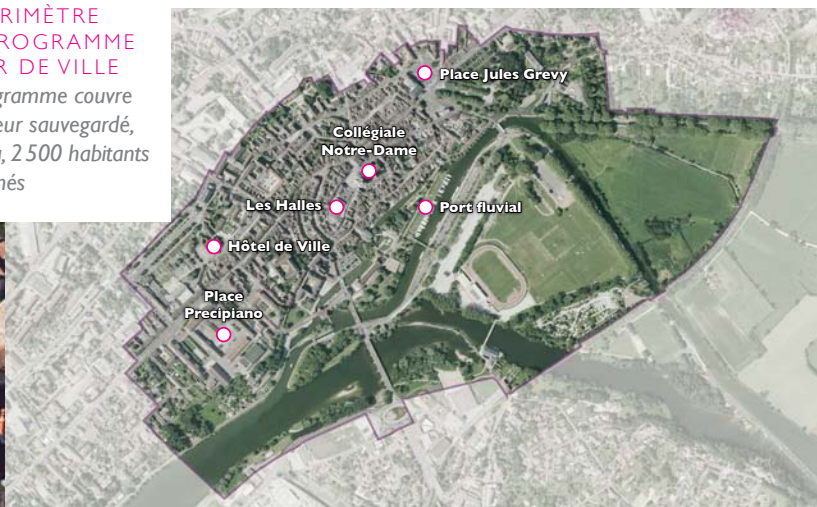 RIMÈTRE
ROGRAMME
R DE VILLE
gramme couvre
eur sauvegardé,
, 2 500 habitants
nés
Place Jules Grevy
Collégiale
Notre-Dame
Les Halles
Port fluvial
Hôtel de Ville
Place
Precipiano